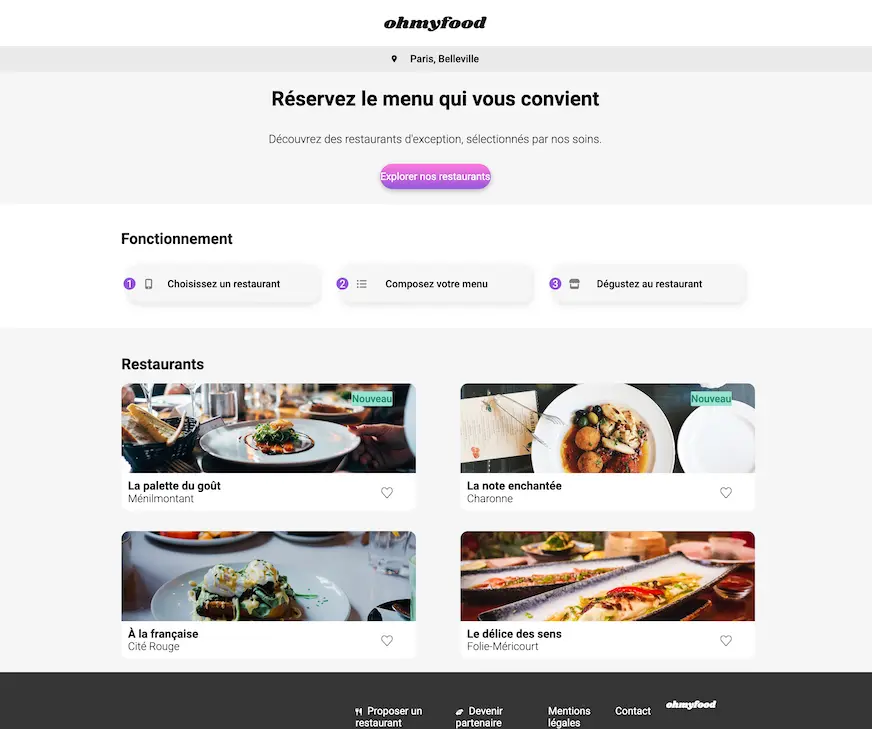 ohmyfood
Paris, Belleville
Réservez le menu qui vous convient
Découvrez des restaurants d'exception, sélectionnés par nos soins.
Explorer nos restaurants
Fonctionnement
1 Choisissez un restaurant
2 Composez votre menu
3 Dégustez au restaurant
Restaurants
Nouveau
La palette du goût
Ménilmontant
Nouveau
La note enchantée
Charonne
À la française
Cité Rouge
Le délice des sens
Folie-Méricourt
Proposer un
restaurant
Devenir
partenaire
Mentions
légales
Contact
ohmyfood